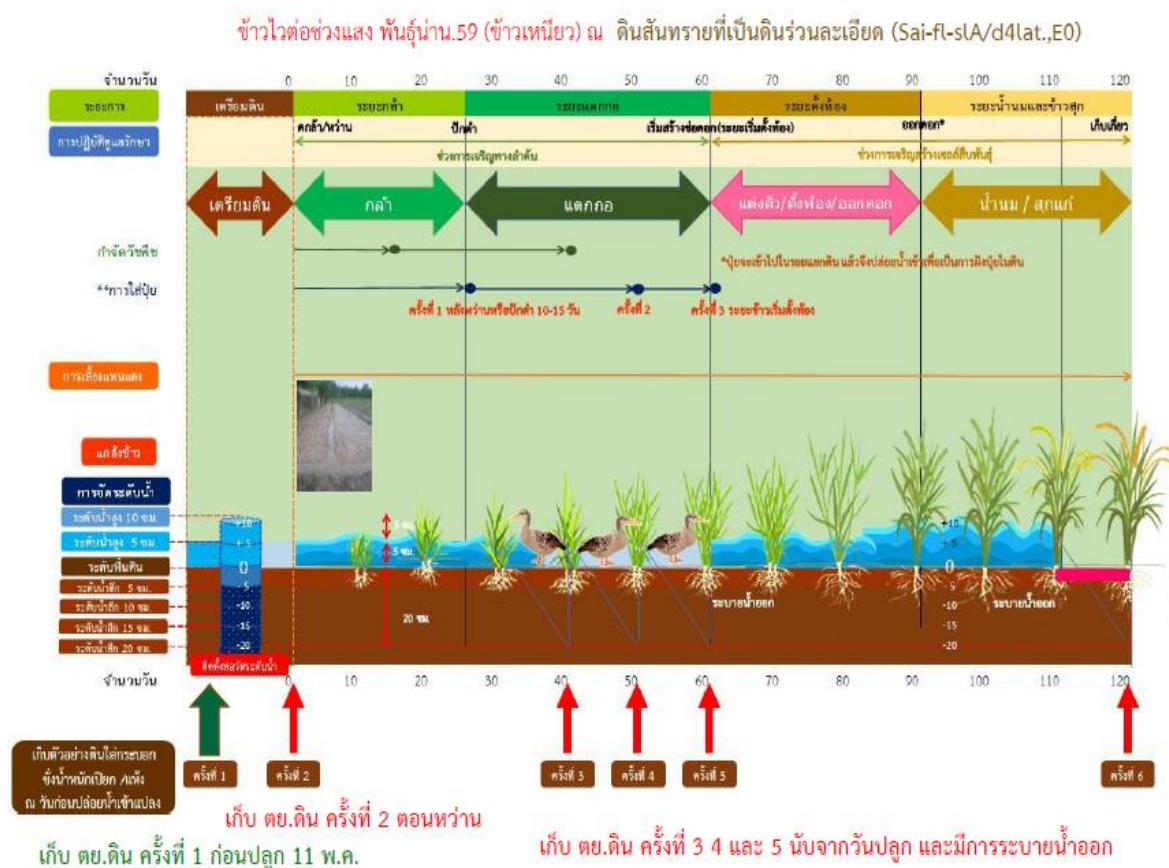 ข้าวไวต่อช่วงแสง พันธุ์น่าน.59 (ข้าวเหนียว) ณ ดินสันทรายที่เป็นดินร่วนละเอียด (Sai-fl-slA/d4lat.,E0)
จำนวนวัน 0 10 20 30 40 50 60 70 80 90 100 110 120
ระยะการ เตรียมดิน ระยะกล้า ระยะแตกกอ ระยะตั้งท้อง ระยะน้ำนมและข้าวสุก
การปฏิบัติดูแลรักษา
ตกกล้า/หว่าน ปักดำ เริ่มสร้างช่อดอก(ระยะเริ่มตั้งท้อง) ออกดอก* เก็บเกี่ยว
ช่วงการเจริญทางลำต้น ช่วงการเจริญสร้างเซลล์สืบพันธุ์
เตรียมดิน กล้า แตกกอ แต่งตัว/ตั้งท้อง/ออกดอก น้ำนม / สุกแก่
กำจัดวัชพืช
*ปุ๋ยจะเข้าไปในรอยแตกดิน แล้วจึงปล่อยน้ำเข้าเพื่อเป็นการฝังปุ๋ยในดิน
**การใส่ปุ๋ย
ครั้งที่ 1 หลังหว่านหรือปักดำ 10-15 วัน ครั้งที่ 2 ครั้งที่ 3 ระยะข้าวเริ่มตั้งท้อง
การเลี้ยงแหนแดง
แกล้งข้าว
การจัดระดับน้ำ
ระดับน้ำสูง 10 ซม. +10 5 ซม. +10
ระดับน้ำสูง 5 ซม. +5 5 ซม. +5
ระดับพื้นดิน 0 0
ระดับน้ำลึก 5 ซม. -5 -5
ระดับน้ำลึก 10 ซม. -10 ระบายน้ำออก -10 ระบายน้ำออก
ระดับน้ำลึก 15 ซม. -15 20 ซม. -15
ระดับน้ำลึก 20 ซม. -20 -20
ติดตั้งท่อวัดระดับน้ำ
จำนวนวัน 0 10 20 30 40 50 60 70 80 90 100 110 120
เก็บตัวอย่างดินใส่กระบอก
ชั่งน้ำหนักเปียก /แห้ง
ณ วันก่อนปล่อยน้ำเข้าแปลง
ครั้งที่ 1 ครั้งที่ 2 ครั้งที่ 3 ครั้งที่ 4 ครั้งที่ 5 ครั้งที่ 6
เก็บ ตย.ดิน ครั้งที่ 2 ตอนหว่าน
เก็บ ตย.ดิน ครั้งที่ 1 ก่อนปลูก 11 พ.ค.
เก็บ ตย.ดิน ครั้งที่ 3 4 และ 5 นับจากวันปลูก และมีการระบายน้ำออก